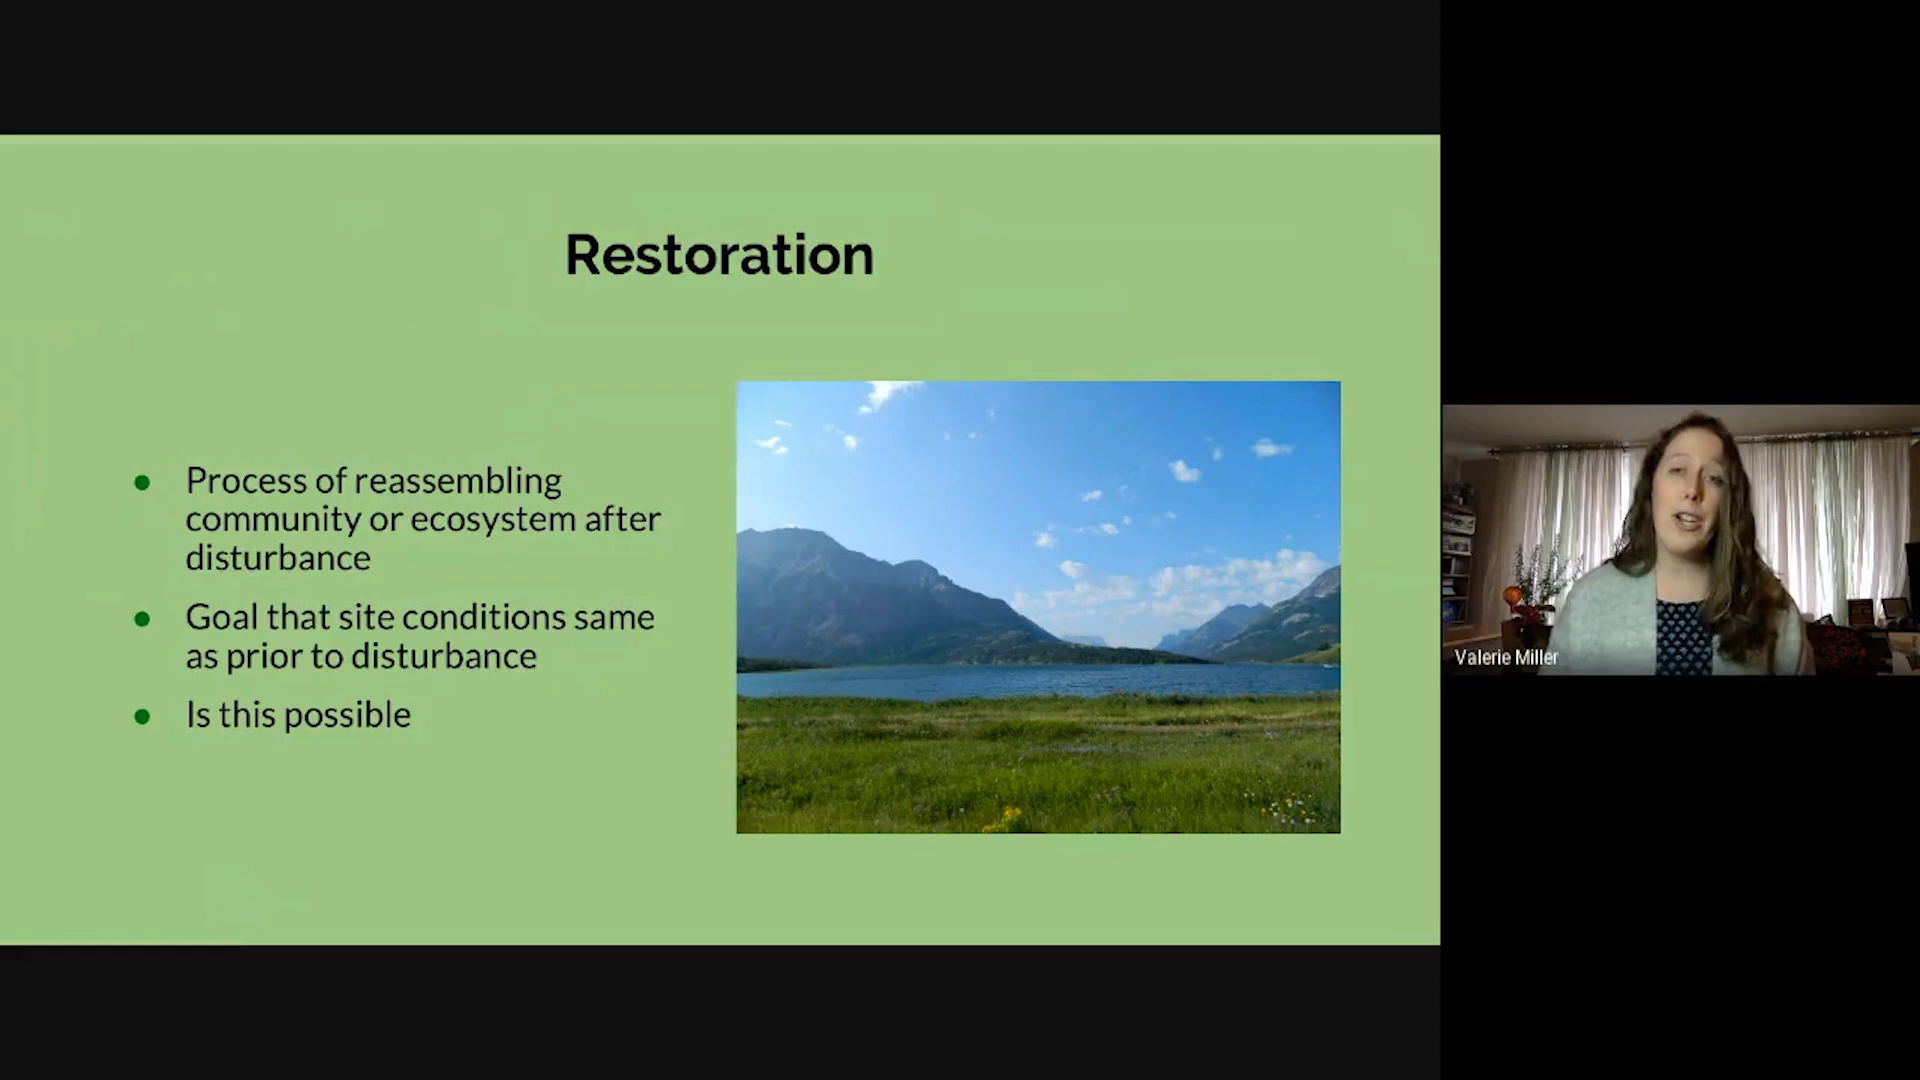 Restoration
Process of reassembling
community or ecosystem after
disturbance
Goal that site conditions same
as prior to disturbance
Is this possible
Valerie Miller